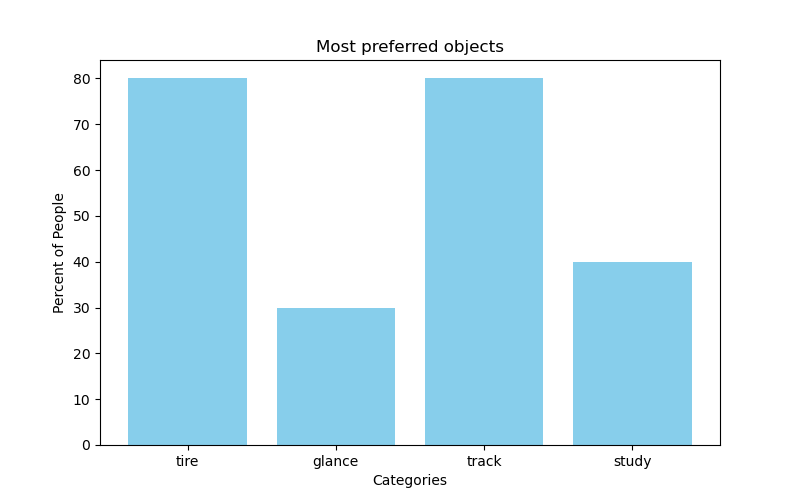 Most preferred objects
Percent of People
80
70
60
50
40
30
20
10
0
tire
glance
track
study
Categories